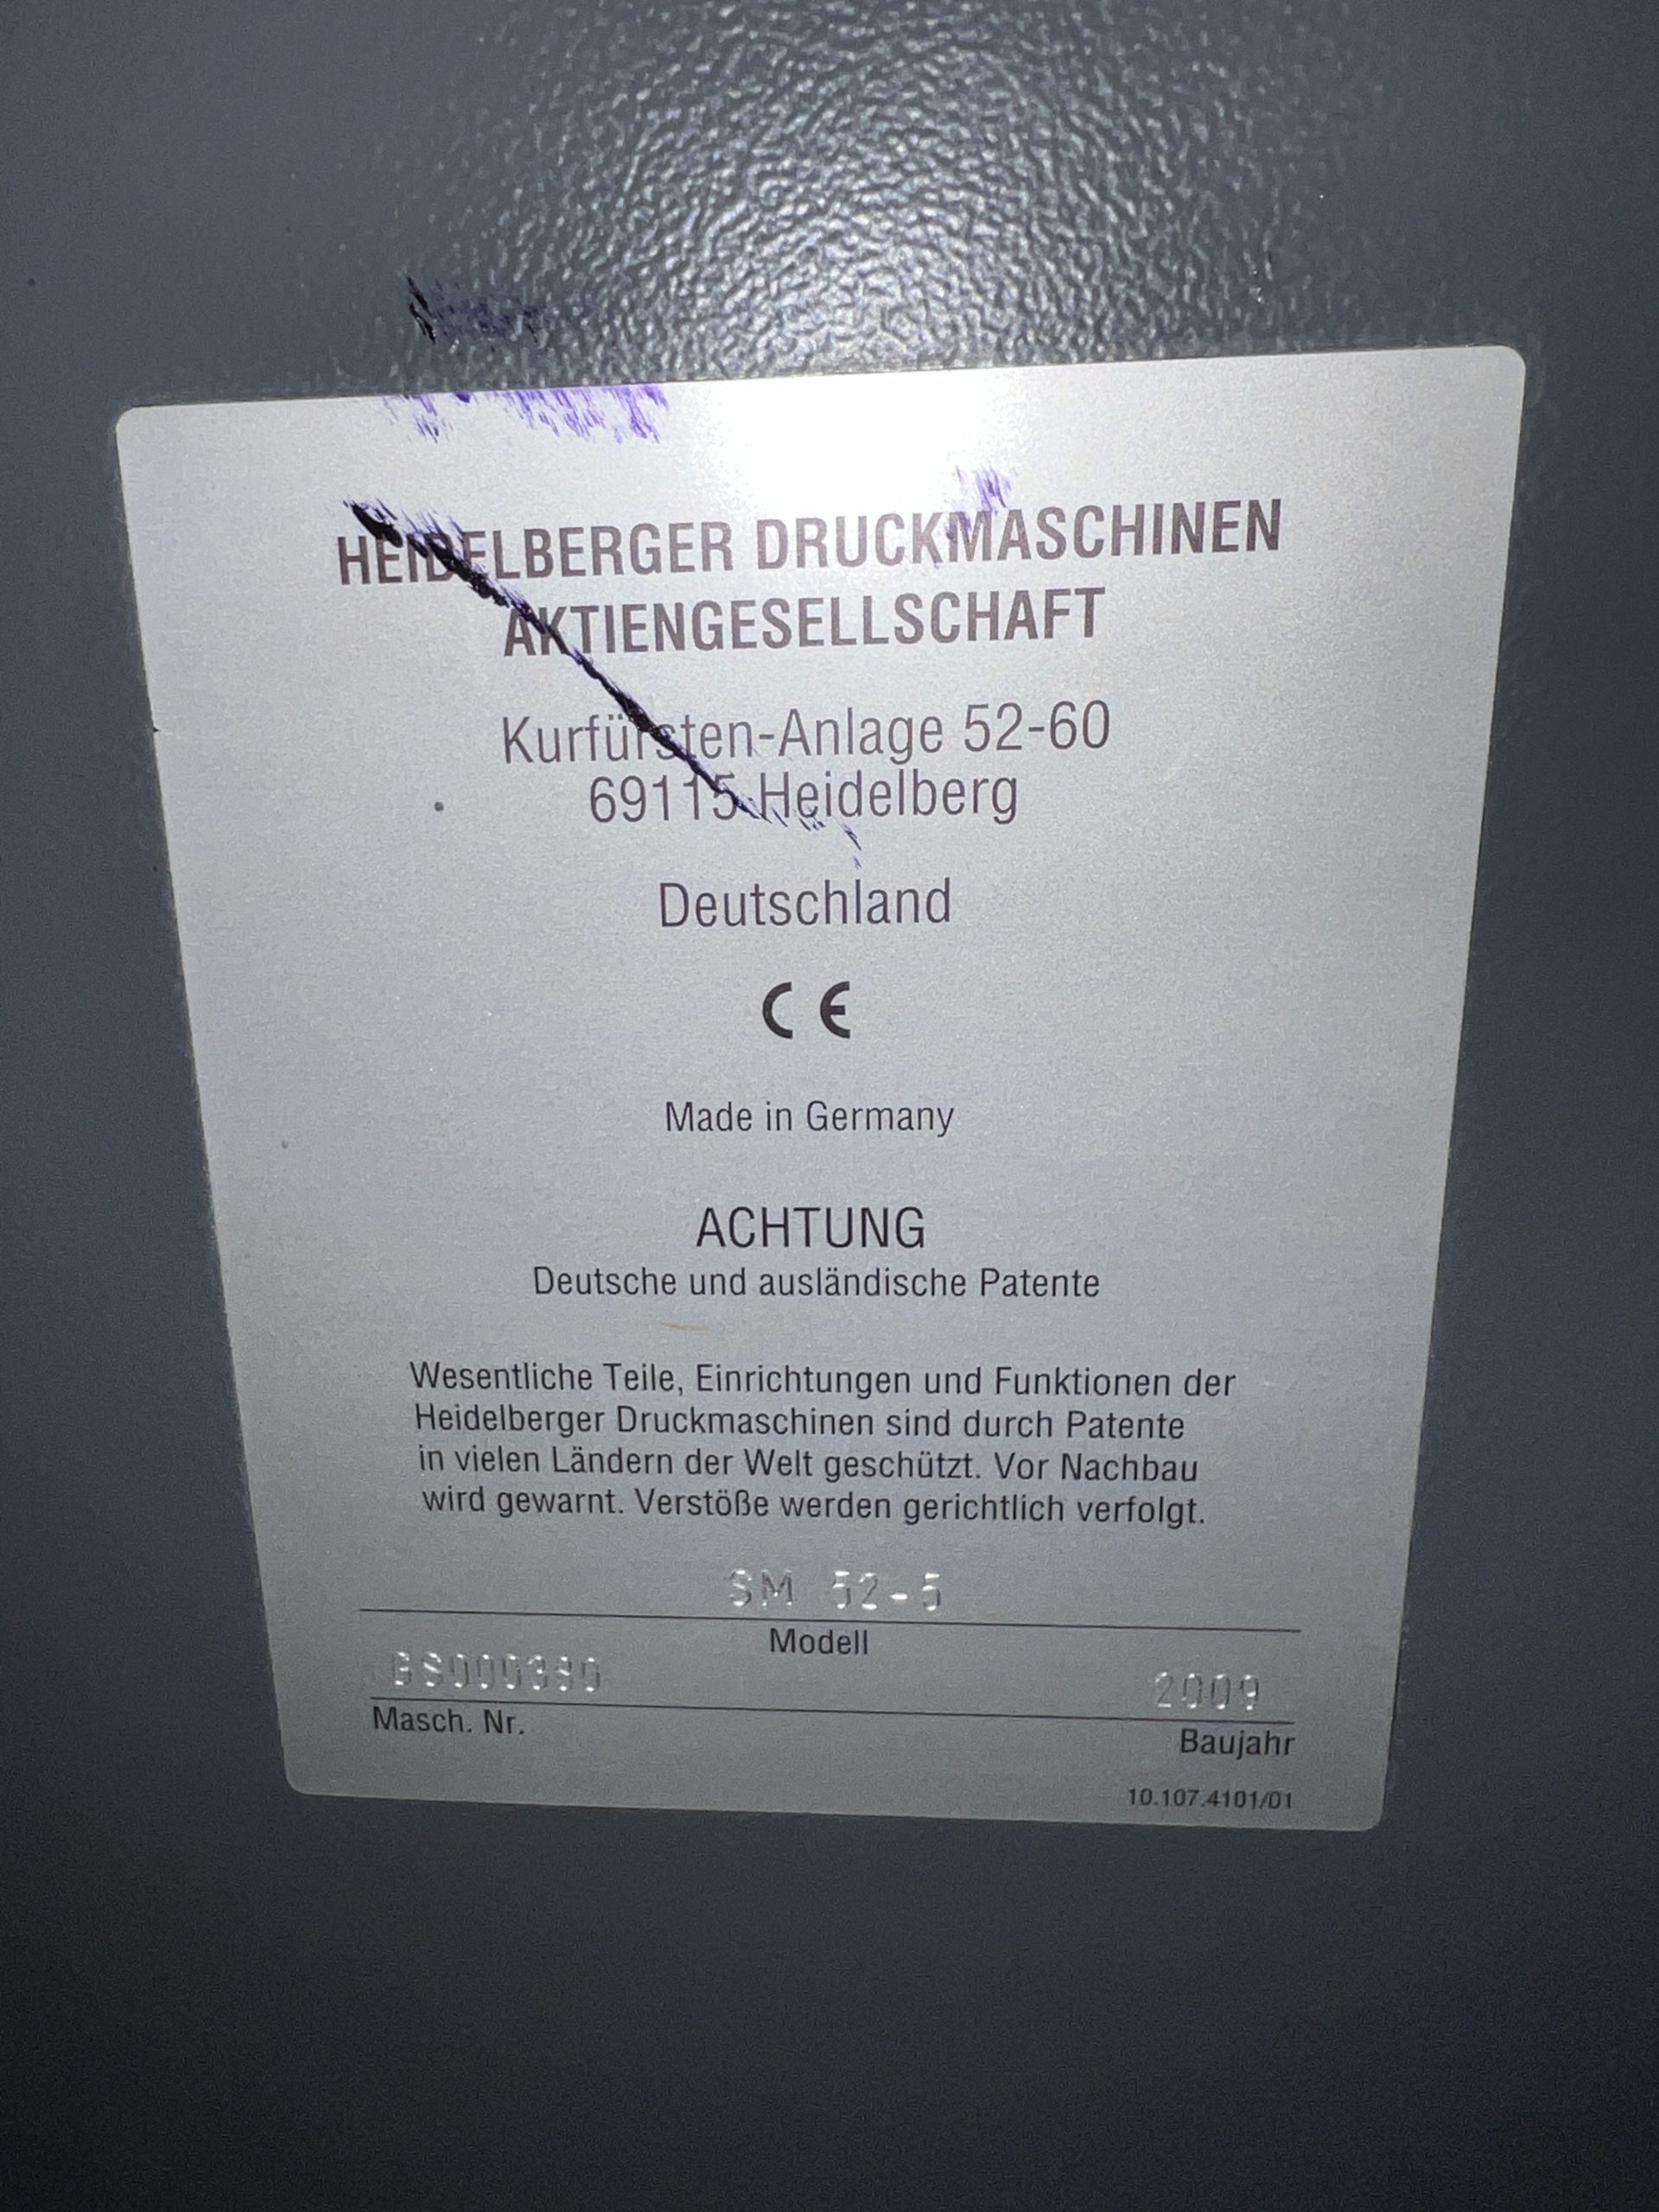 HEIDELBERGER DRUCKMASCHINEN
AKTIENGESELLSCHAFT
Kurfürsten-Anlage 52-60
69115 Heidelberg
Deutschland
CE
Made in Germany
ACHTUNG
Deutsche und ausländische Patente
Wesentliche Teile, Einrichtungen und Funktionen der
Heidelberger Druckmaschinen sind durch Patente
in vielen Ländern der Welt geschützt. Vor Nachbau
wird gewarnt. Verstöße werden gerichtlich verfolgt.
SM 52-5
Modell
2009
Masch. Nr.
Baujahr
10.107.4101/01